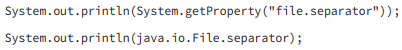 System.out.println(System.getProperty("file.separator"));
System.out.println(java.io.File.separator);